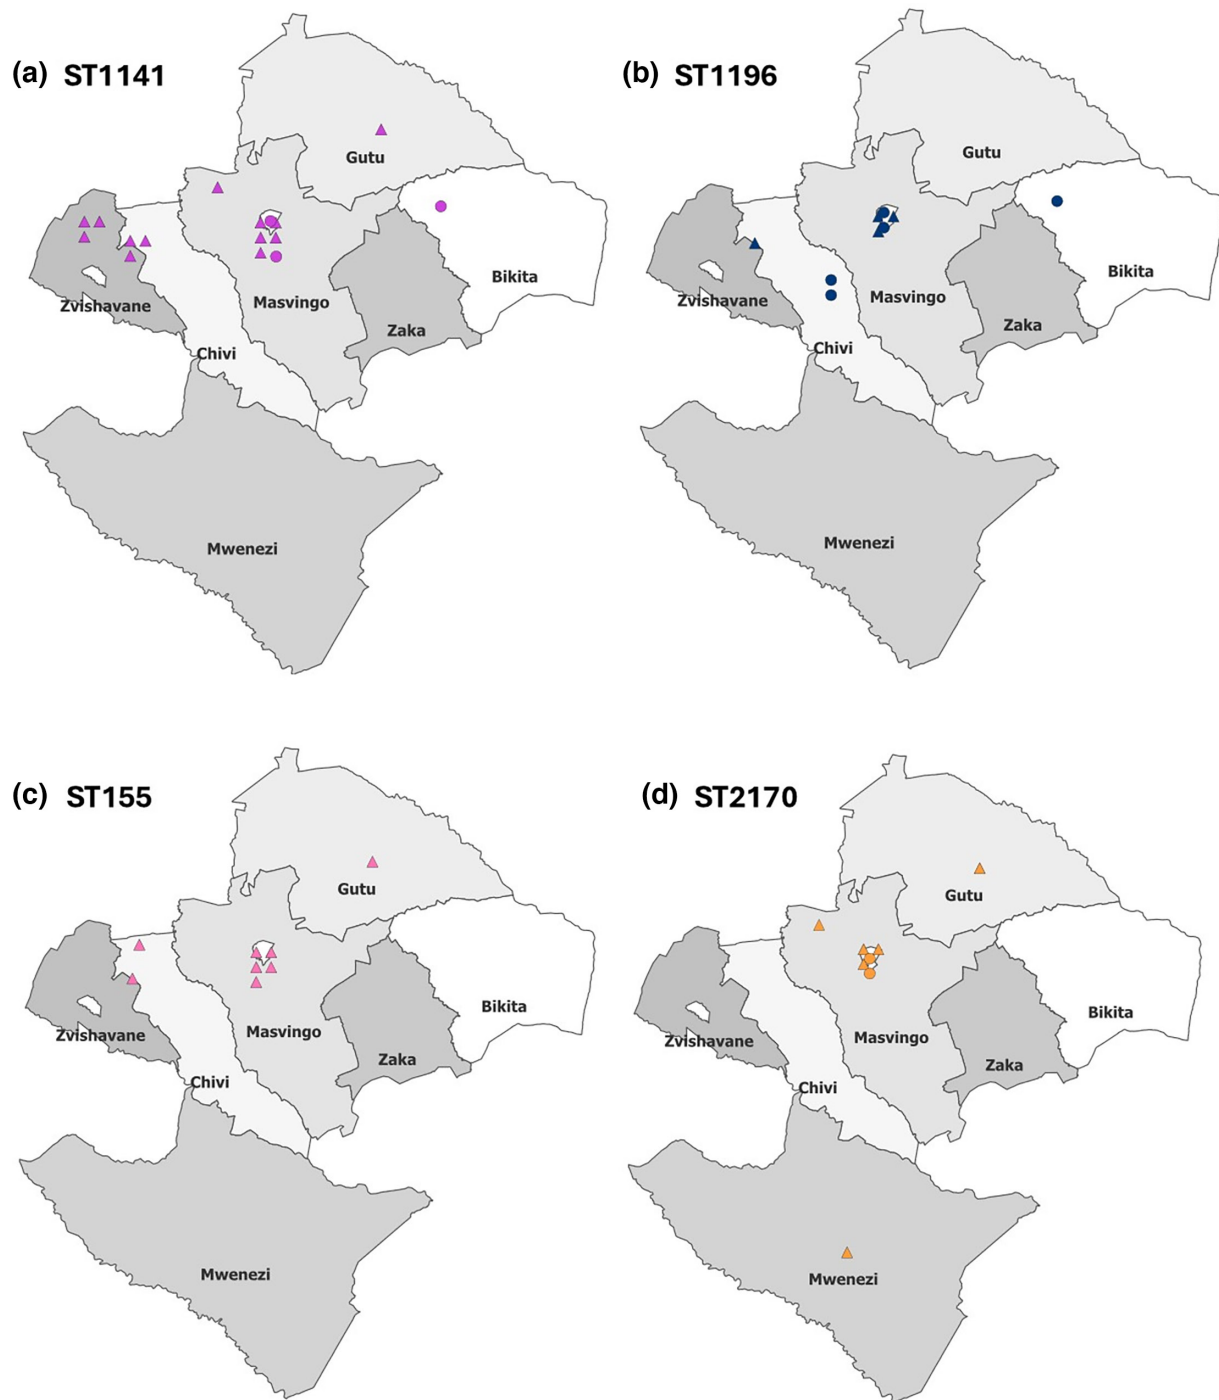 (a) ST1141
Gutu
Bikita
Zvishavane
Masvingo
Zaka
Chivi
Mwenezi
(b) ST1196
Gutu
Bikita
Zvishavane
Masvingo
Zaka
Chivi
Mwenezi
(c) ST155
Gutu
Bikita
Zvishavane
Masvingo
Zaka
Chivi
Mwenezi
(d) ST2170
Gutu
Bikita
Zvishavane
Masvingo
Zaka
Chivi
Mwenezi